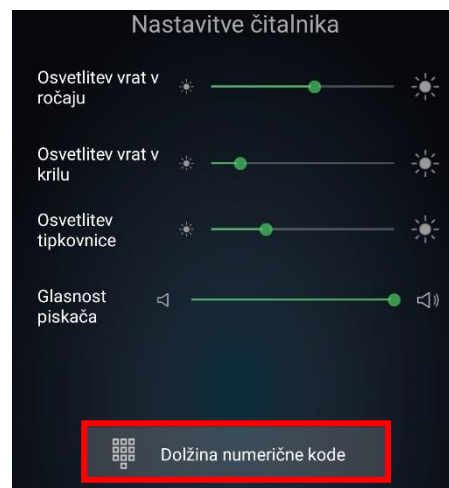 Nastavitve čitalnika
Osvetlitev vrat v
ročaju
Osvetlitev vrat v
krilu
Osvetlitev
tipkovnice
Glasnost
piskača
Dolžina numerične kode